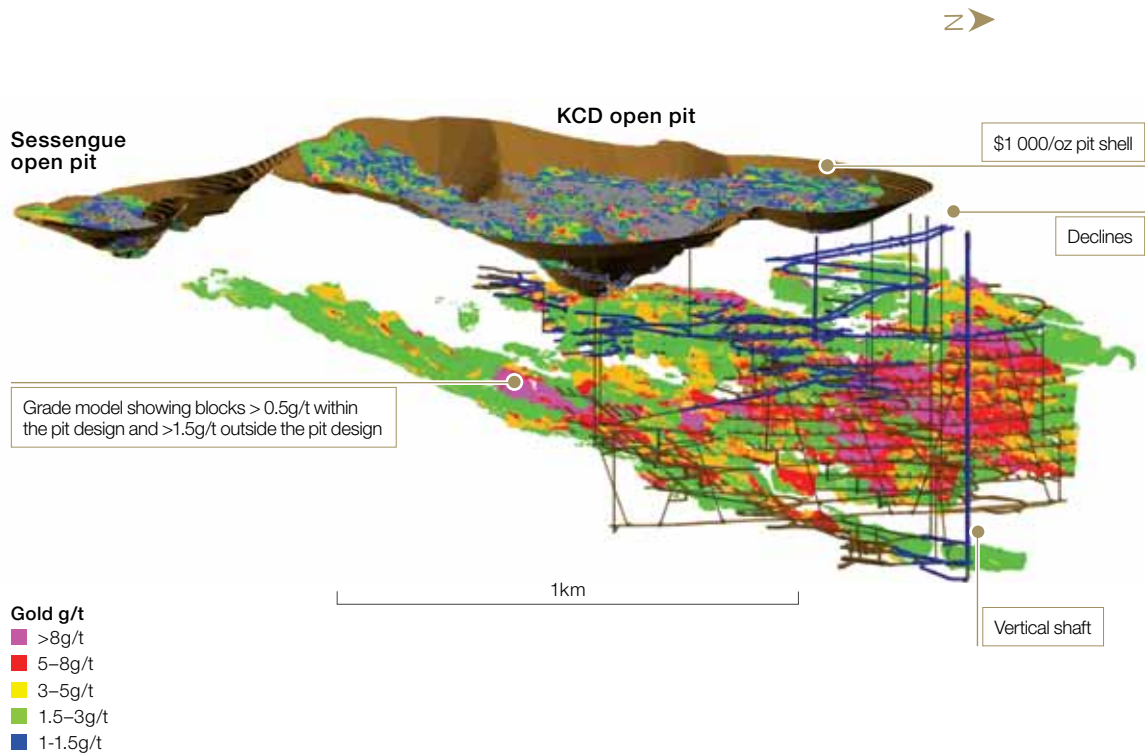 N
Sessengue
open pit
KCD open pit
$1 000/oz pit shell
Declines
Grade model showing blocks > 0.5g/t within
the pit design and >1.5g/t outside the pit design
1km
Vertical shaft
Gold g/t
>8g/t
5–8g/t
3–5g/t
1.5–3g/t
1-1.5g/t